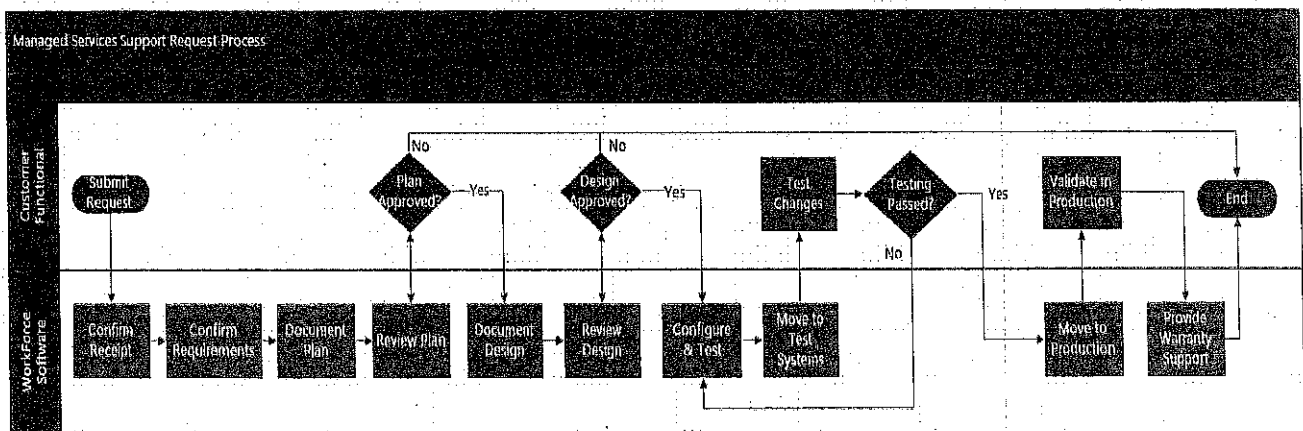 Managed Services Support Request Process
Customer
Functional
Submit
Request
No
Plan
Approved?
Yes
No
Design
Approved?
Yes
Test
Changes
Testing
Passed?
Yes
No
Validate in
Production
End
WorkForce
Software
Confirm
Receipt
Confirm
Requirements
Document
Plan
Review Plan
Document
Design
Review
Design
Configure
& Test
Move to
Test
Systems
Move to
Production
Provide
Warranty
Support